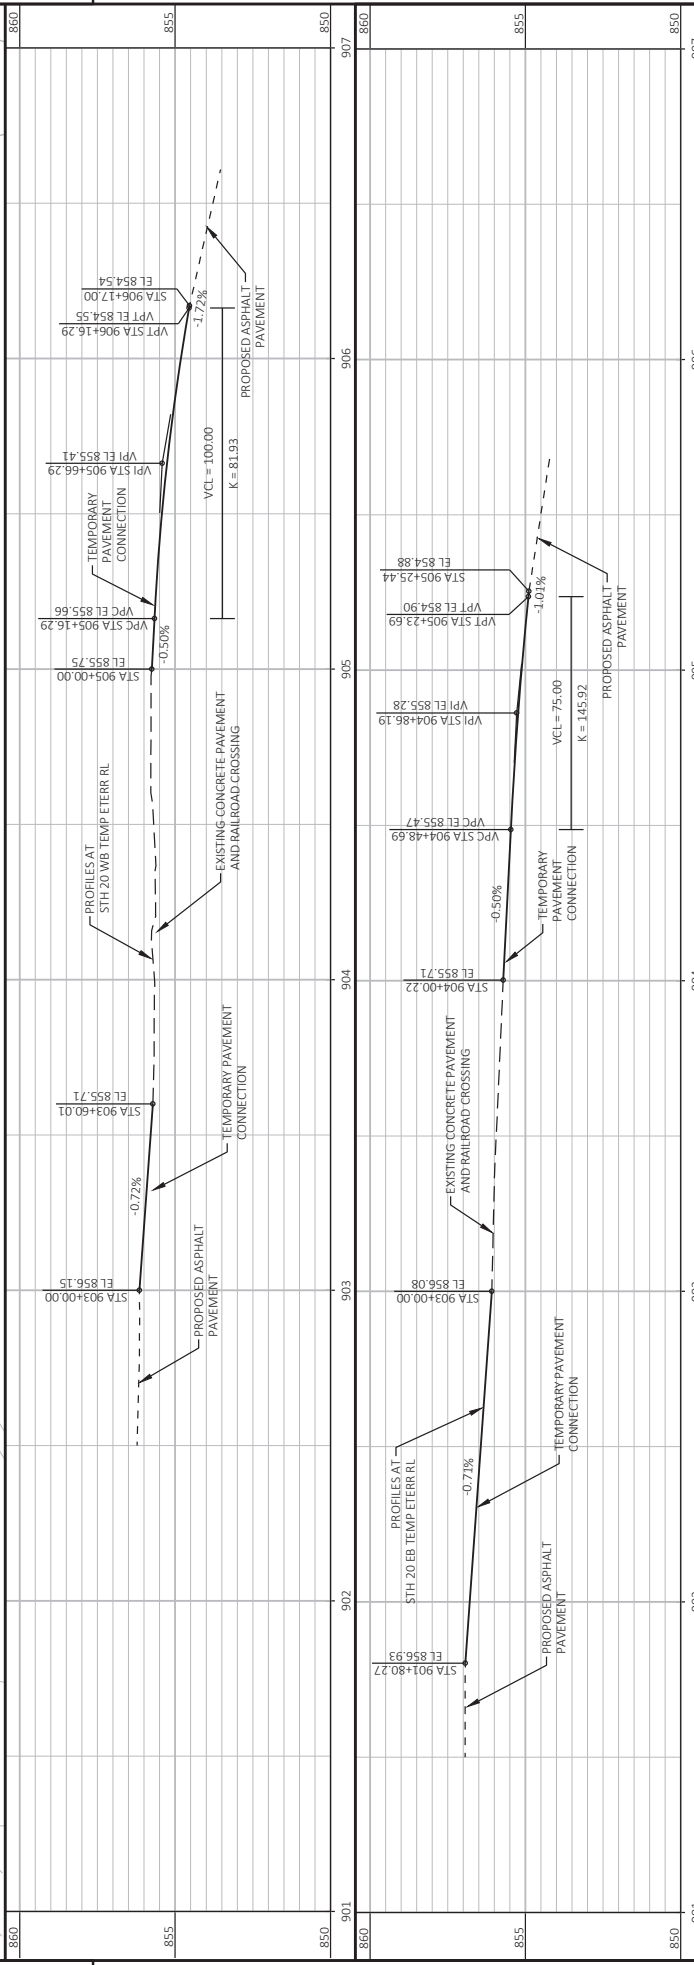 860
855
850
901
902
903
904
905
906
907
PROPOSED ASPHALT
PAVEMENT
STA 903+00.00
EL 856.15
-0.72%
TEMPORARY PAVEMENT
CONNECTION
STA 903+60.01
EL 855.71
PROFILES AT
STH 20 WB TEMP ETERR RL
EXISTING CONCRETE PAVEMENT
AND RAILROAD CROSSING
STA 905+00.00
EL 855.75
-0.50%
VPC STA 905+16.29
VPC EL 855.66
TEMPORARY
PAVEMENT
CONNECTION
VPI STA 905+66.29
VPI EL 855.41
VCL = 100.00
K = 81.93
VPT STA 906+16.29
VPT EL 854.55
STA 906+17.00
EL 854.54
-1.72%
PROPOSED ASPHALT
PAVEMENT
860
855
850
860
855
850
PROPOSED ASPHALT
PAVEMENT
STA 901+80.27
EL 856.93
-0.71%
PROFILES AT
STH 20 EB TEMP ETERR RL
TEMPORARY PAVEMENT
CONNECTION
STA 903+00.00
EL 856.08
EXISTING CONCRETE PAVEMENT
AND RAILROAD CROSSING
STA 904+00.22
EL 855.71
-0.50%
TEMPORARY
PAVEMENT
CONNECTION
VPC STA 904+48.69
VPC EL 855.47
VPI STA 904+86.19
VPI EL 855.28
VCL = 75.00
K = 145.92
VPT STA 905+23.69
VPT EL 854.90
STA 905+25.44
EL 854.88
-1.01%
PROPOSED ASPHALT
PAVEMENT
860
855
850